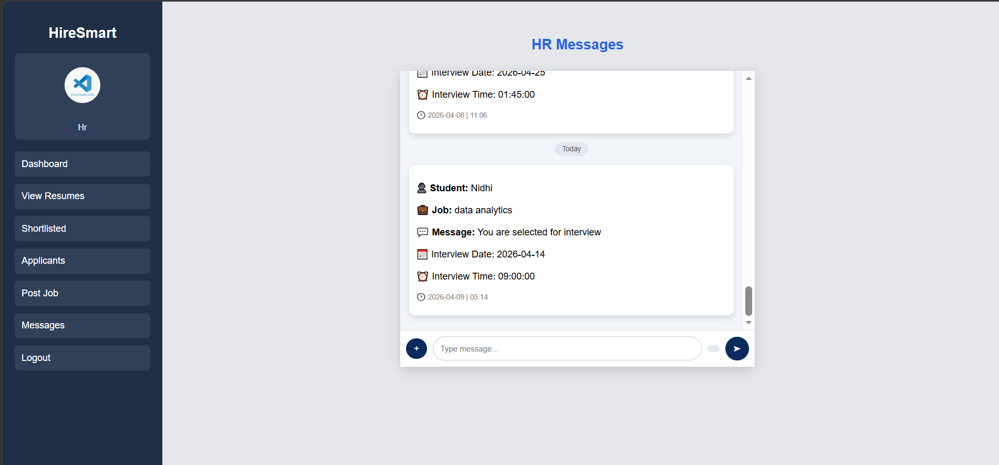 HireSmart
Visual Studio Code
Hr
Dashboard
View Resumes
Shortlisted
Applicants
Post Job
Messages
Logout
HR Messages
Interview Date: 2026-04-25
Interview Time: 01:45:00
2026-04-08 | 11:06
Today
Student: Nidhi
Job: data analytics
Message: You are selected for interview
Interview Date: 2026-04-14
Interview Time: 09:00:00
2026-04-09 | 05:14
+
Type message...